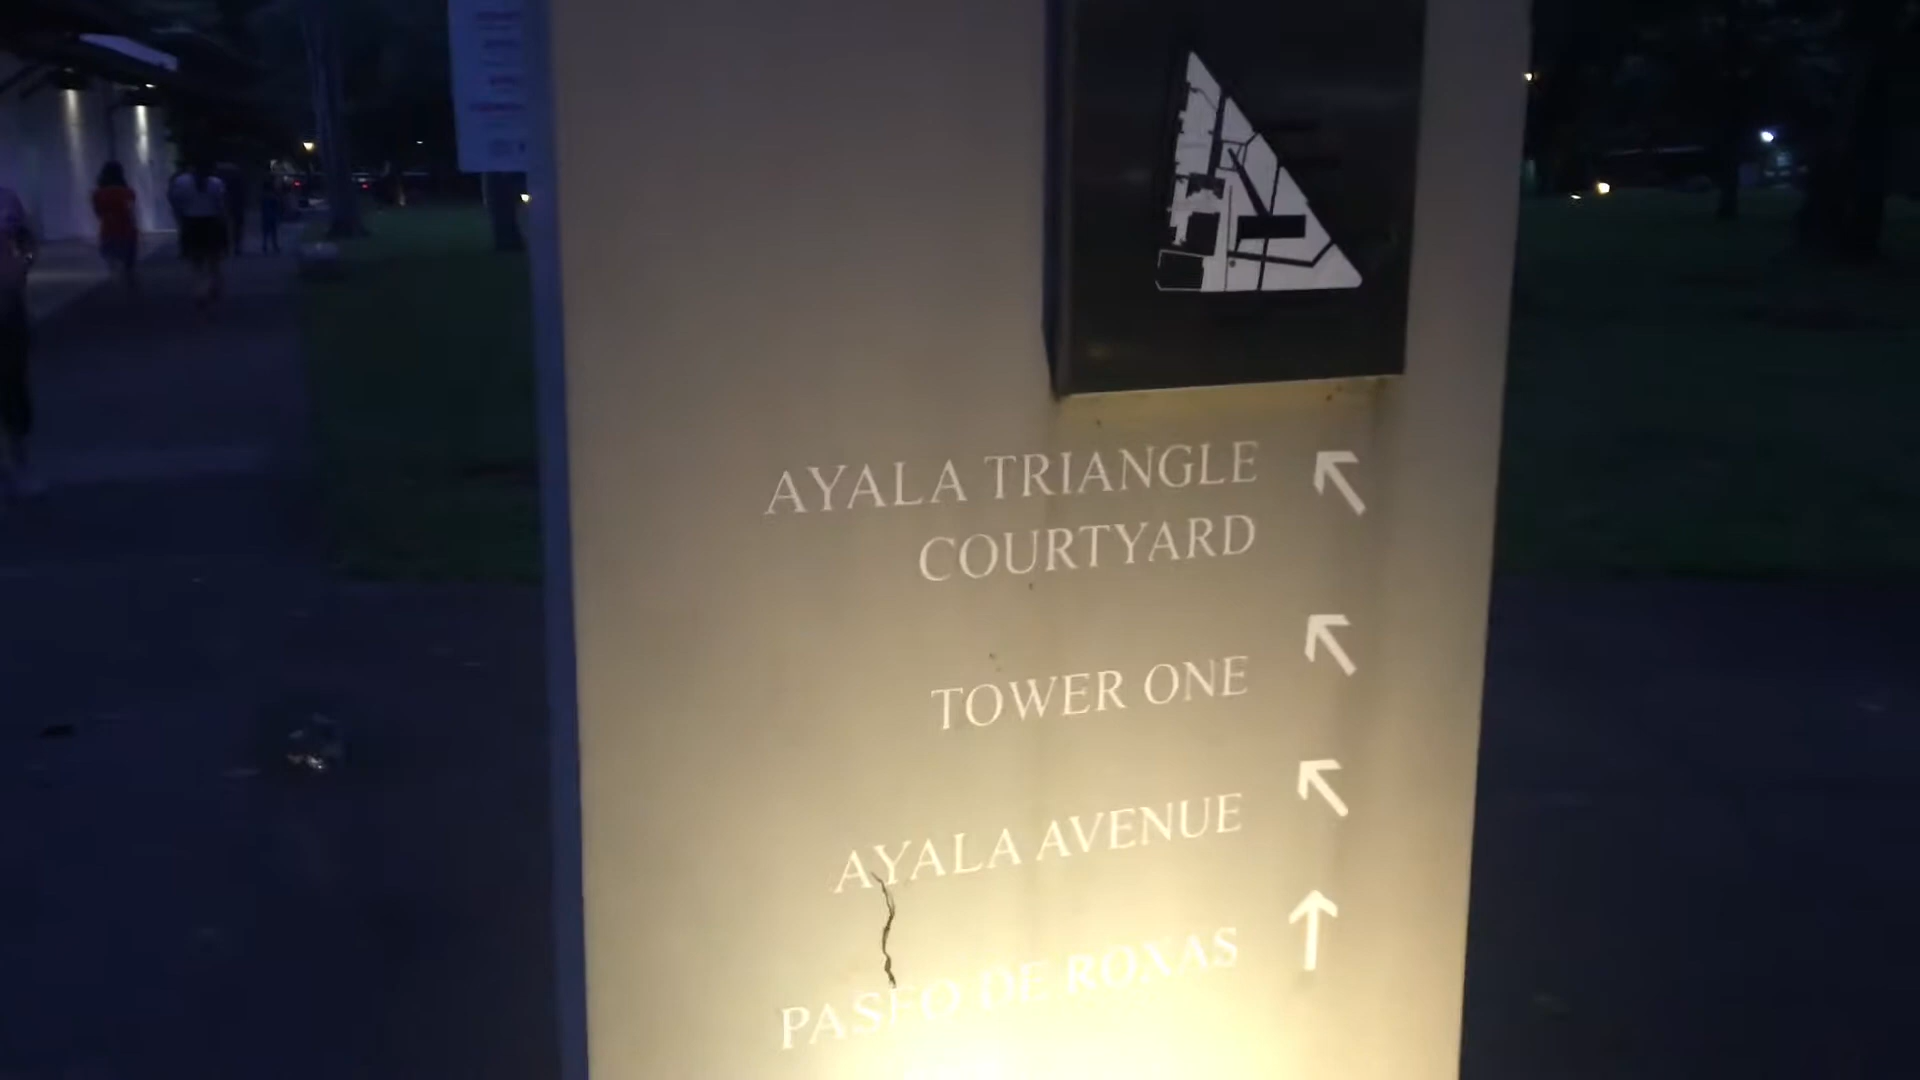 AYALA TRIANGLE
COURTYARD
TOWER ONE
AYALA AVENUE
PASEO DE ROXAS